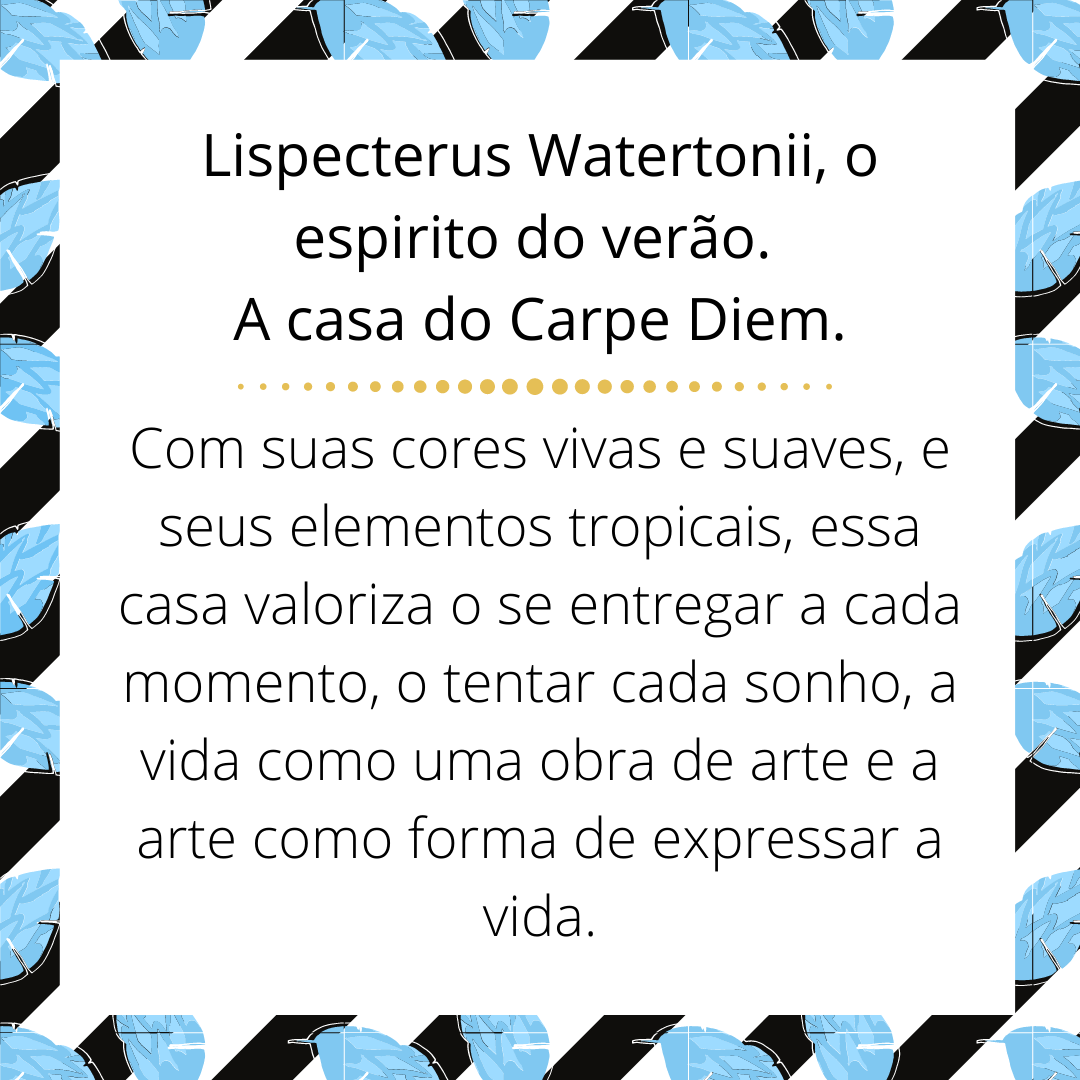 Lispecterus Watertonii, o
espirito do verão.
A casa do Carpe Diem.
Com suas cores vivas e suaves, e
seus elementos tropicais, essa
casa valoriza o se entregar a cada
momento, o tentar cada sonho, a
vida como uma obra de arte e a
arte como forma de expressar a
vida.